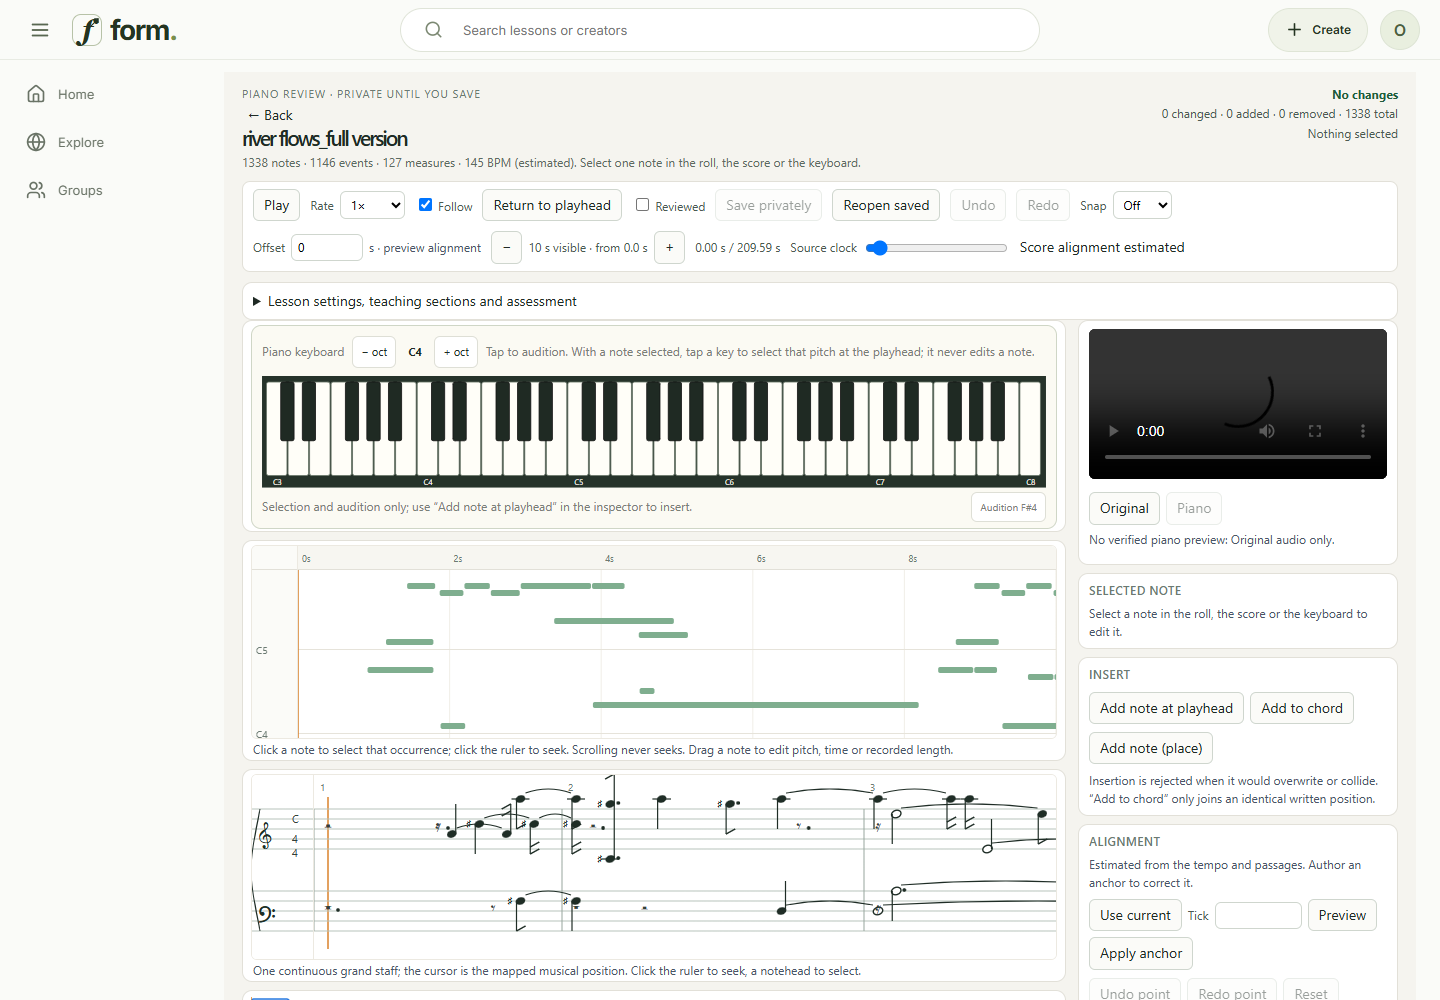 form.
Search lessons or creators
Create
O
Home
Explore
Groups
PIANO REVIEW · PRIVATE UNTIL YOU SAVE
← Back
river flows_full version
1338 notes · 1146 events · 127 measures · 145 BPM (estimated). Select one note in the roll, the score or the keyboard.
No changes
0 changed · 0 added · 0 removed · 1338 total
Nothing selected
Play Rate 1× Follow Return to playhead Reviewed Save privately Reopen saved Undo Redo Snap Off
Offset 0 s · preview alignment − 10 s visible · from 0.0 s + 0.00 s / 209.59 s Source clock Score alignment estimated
Lesson settings, teaching sections and assessment
Piano keyboard − oct C4 + oct Tap to audition. With a note selected, tap a key to select that pitch at the playhead; it never edits a note.
C3 C4 C5 C6 C7 C8
Selection and audition only; use “Add note at playhead” in the inspector to insert.
Audition F#4
0s 2s 4s 6s 8s
C5
C4
Click a note to select that occurrence; click the ruler to seek. Scrolling never seeks. Drag a note to edit pitch, time or recorded length.
1 2 3
C
4
4
One continuous grand staff; the cursor is the mapped musical position. Click the ruler to seek, a notehead to select.
0:00
Original Piano
No verified piano preview: Original audio only.
SELECTED NOTE
Select a note in the roll, the score or the keyboard to
edit it.
INSERT
Add note at playhead Add to chord
Add note (place)
Insertion is rejected when it would overwrite or collide.
“Add to chord” only joins an identical written position.
ALIGNMENT
Estimated from the tempo and passages. Author an
anchor to correct it.
Use current Tick Preview
Apply anchor
Undo point Redo point Reset